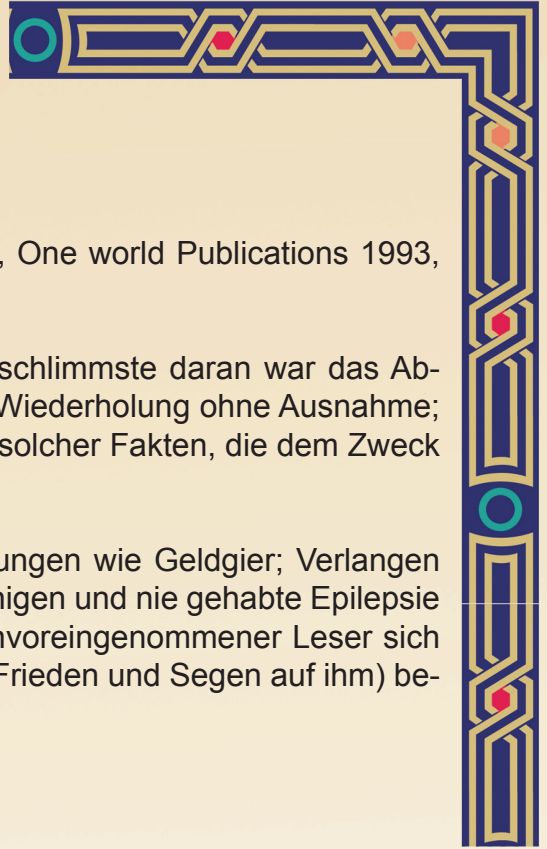 , One world Publications 1993,
schlimmste daran war das Ab-
Wiederholung ohne Ausnahme;
solcher Fakten, die dem Zweck
ungen wie Geldgier; Verlangen
nigen und nie gehabte Epilepsie
nvoreingenommener Leser sich
Frieden und Segen auf ihm) be-